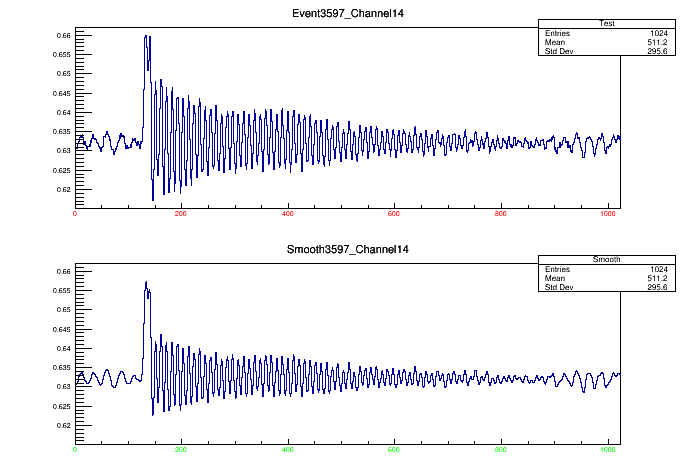 Event3597_Channel14
Test
Entries 1024
Mean 511.2
Std Dev 295.6
0.66
0.655
0.65
0.645
0.64
0.635
0.63
0.625
0.62
0 200 400 600 800 1000
Smooth3597_Channel14
Smooth
Entries 1024
Mean 511.2
Std Dev 295.6
0.66
0.655
0.65
0.645
0.64
0.635
0.63
0.625
0.62
0 200 400 600 800 1000